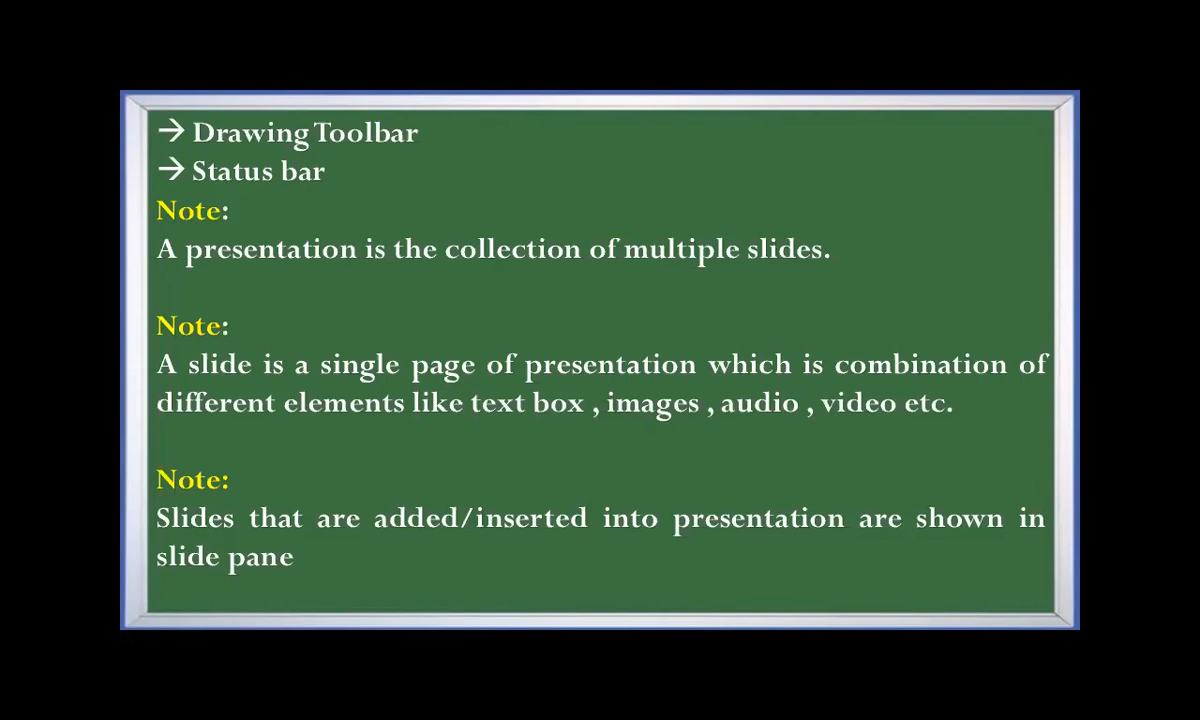 → Drawing Toolbar
→ Status bar
Note:
A presentation is the collection of multiple slides.
Note:
A slide is a single page of presentation which is combination of
different elements like text box , images , audio , video etc.
Note:
Slides that are added/inserted into presentation are shown in
slide pane